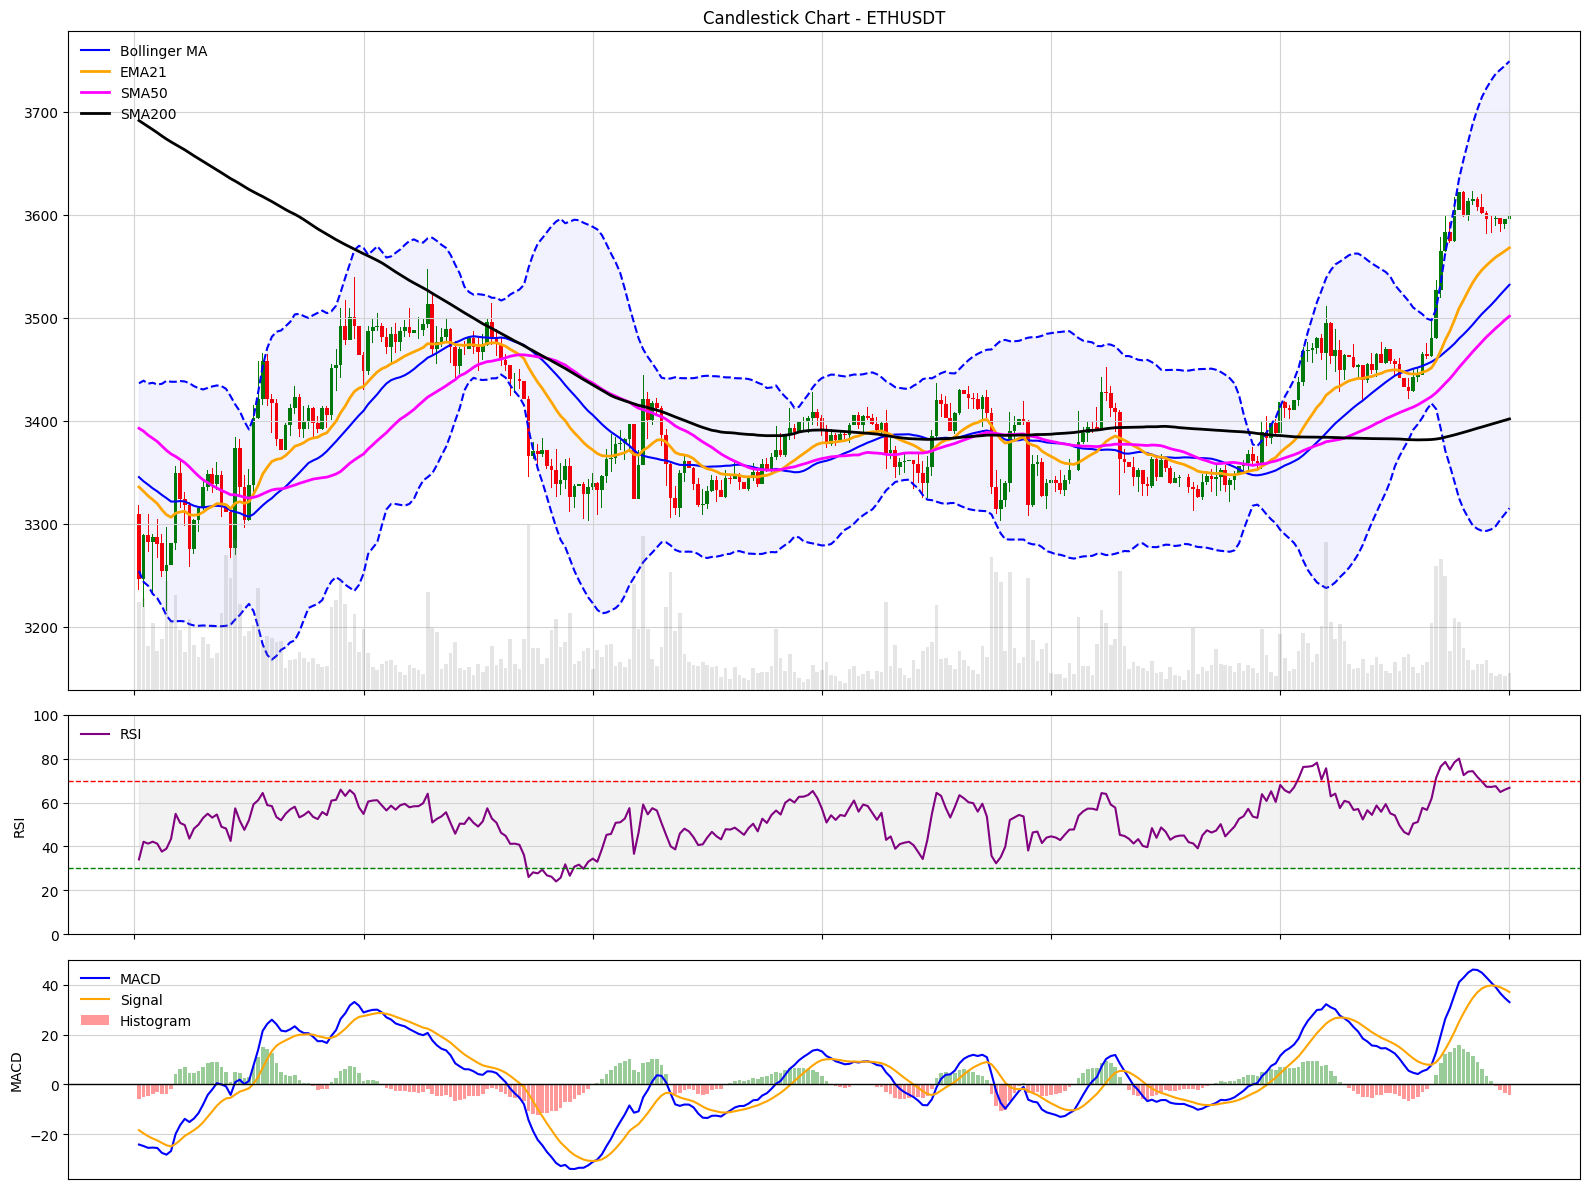 Candlestick Chart - ETHUSDT
Bollinger MA
EMA21
SMA50
SMA200
3700
3600
3500
3400
3300
3200
RSI
100
80
60
40
20
0
RSI
MACD
Signal
Histogram
40
20
0
−20
MACD